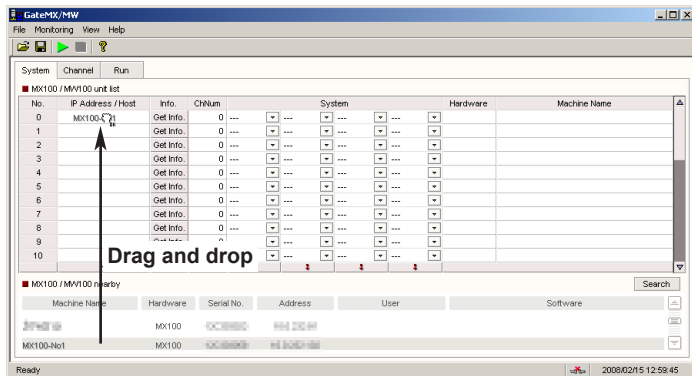 GateMX/MW
File Monitoring View Help
System Channel Run
MX100 / MW100 unit list
No. IP Address / Host Info. ChNum System Hardware Machine Name
0 Get Info. 0 --- --- --- ---
1 Get Info. 0 --- --- --- ---
2 Get Info. 0 --- --- --- ---
3 Get Info. 0 --- --- --- ---
4 Get Info. 0 --- --- --- ---
5 Get Info. 0 --- --- --- ---
6 Get Info. 0 --- --- --- ---
7 Get Info. 0 --- --- --- ---
8 Get Info. 0 --- --- --- ---
9 0 --- --- --- ---
10 --- --- --- ---
Drag and drop
MX100 / MW100 nearby Search
Machine Name Hardware Serial No. Address User Software
MX100
MX100-No1 MX100
Ready 2008/02/15 12:59:45